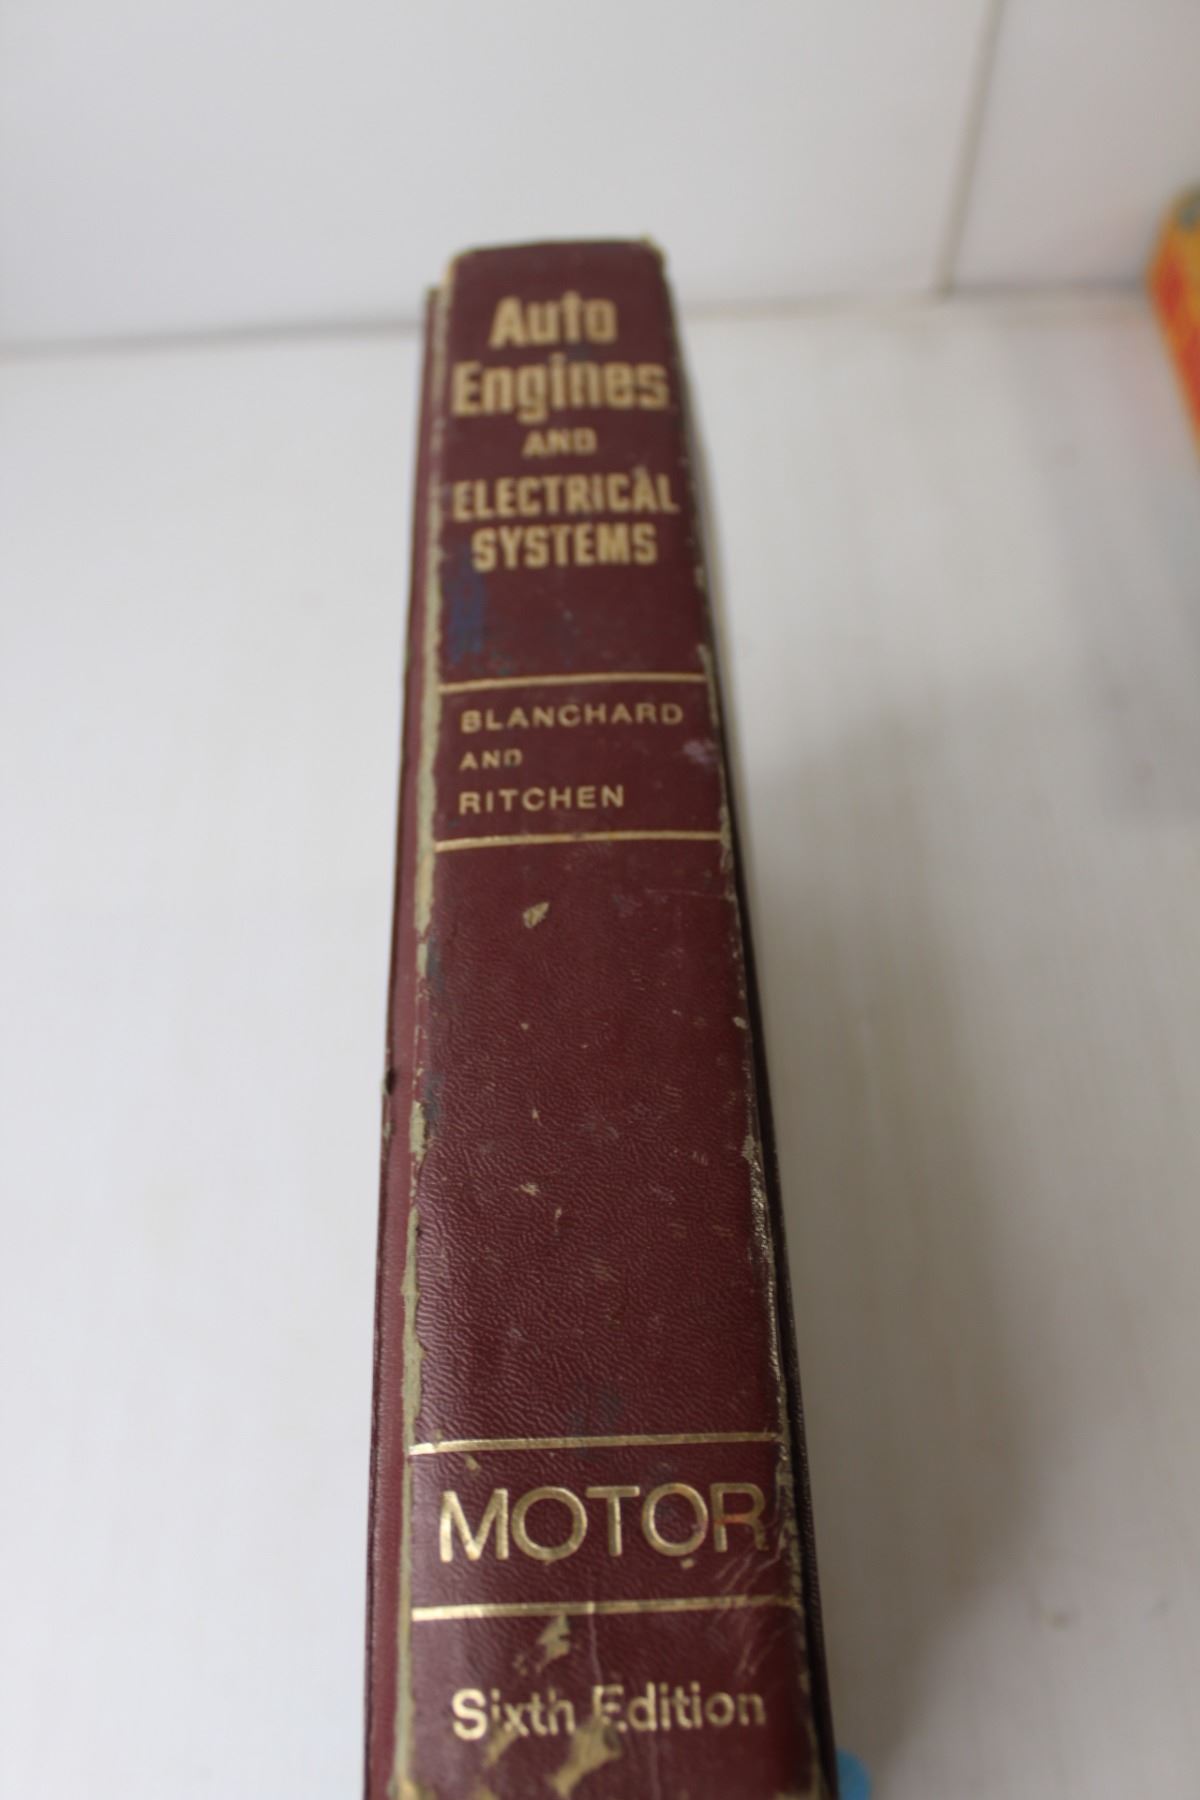 Auto
Engines
AND
ELECTRICAL
SYSTEMS
BLANCHARD
AND
RITCHEN
MOTOR
Sixth Edition